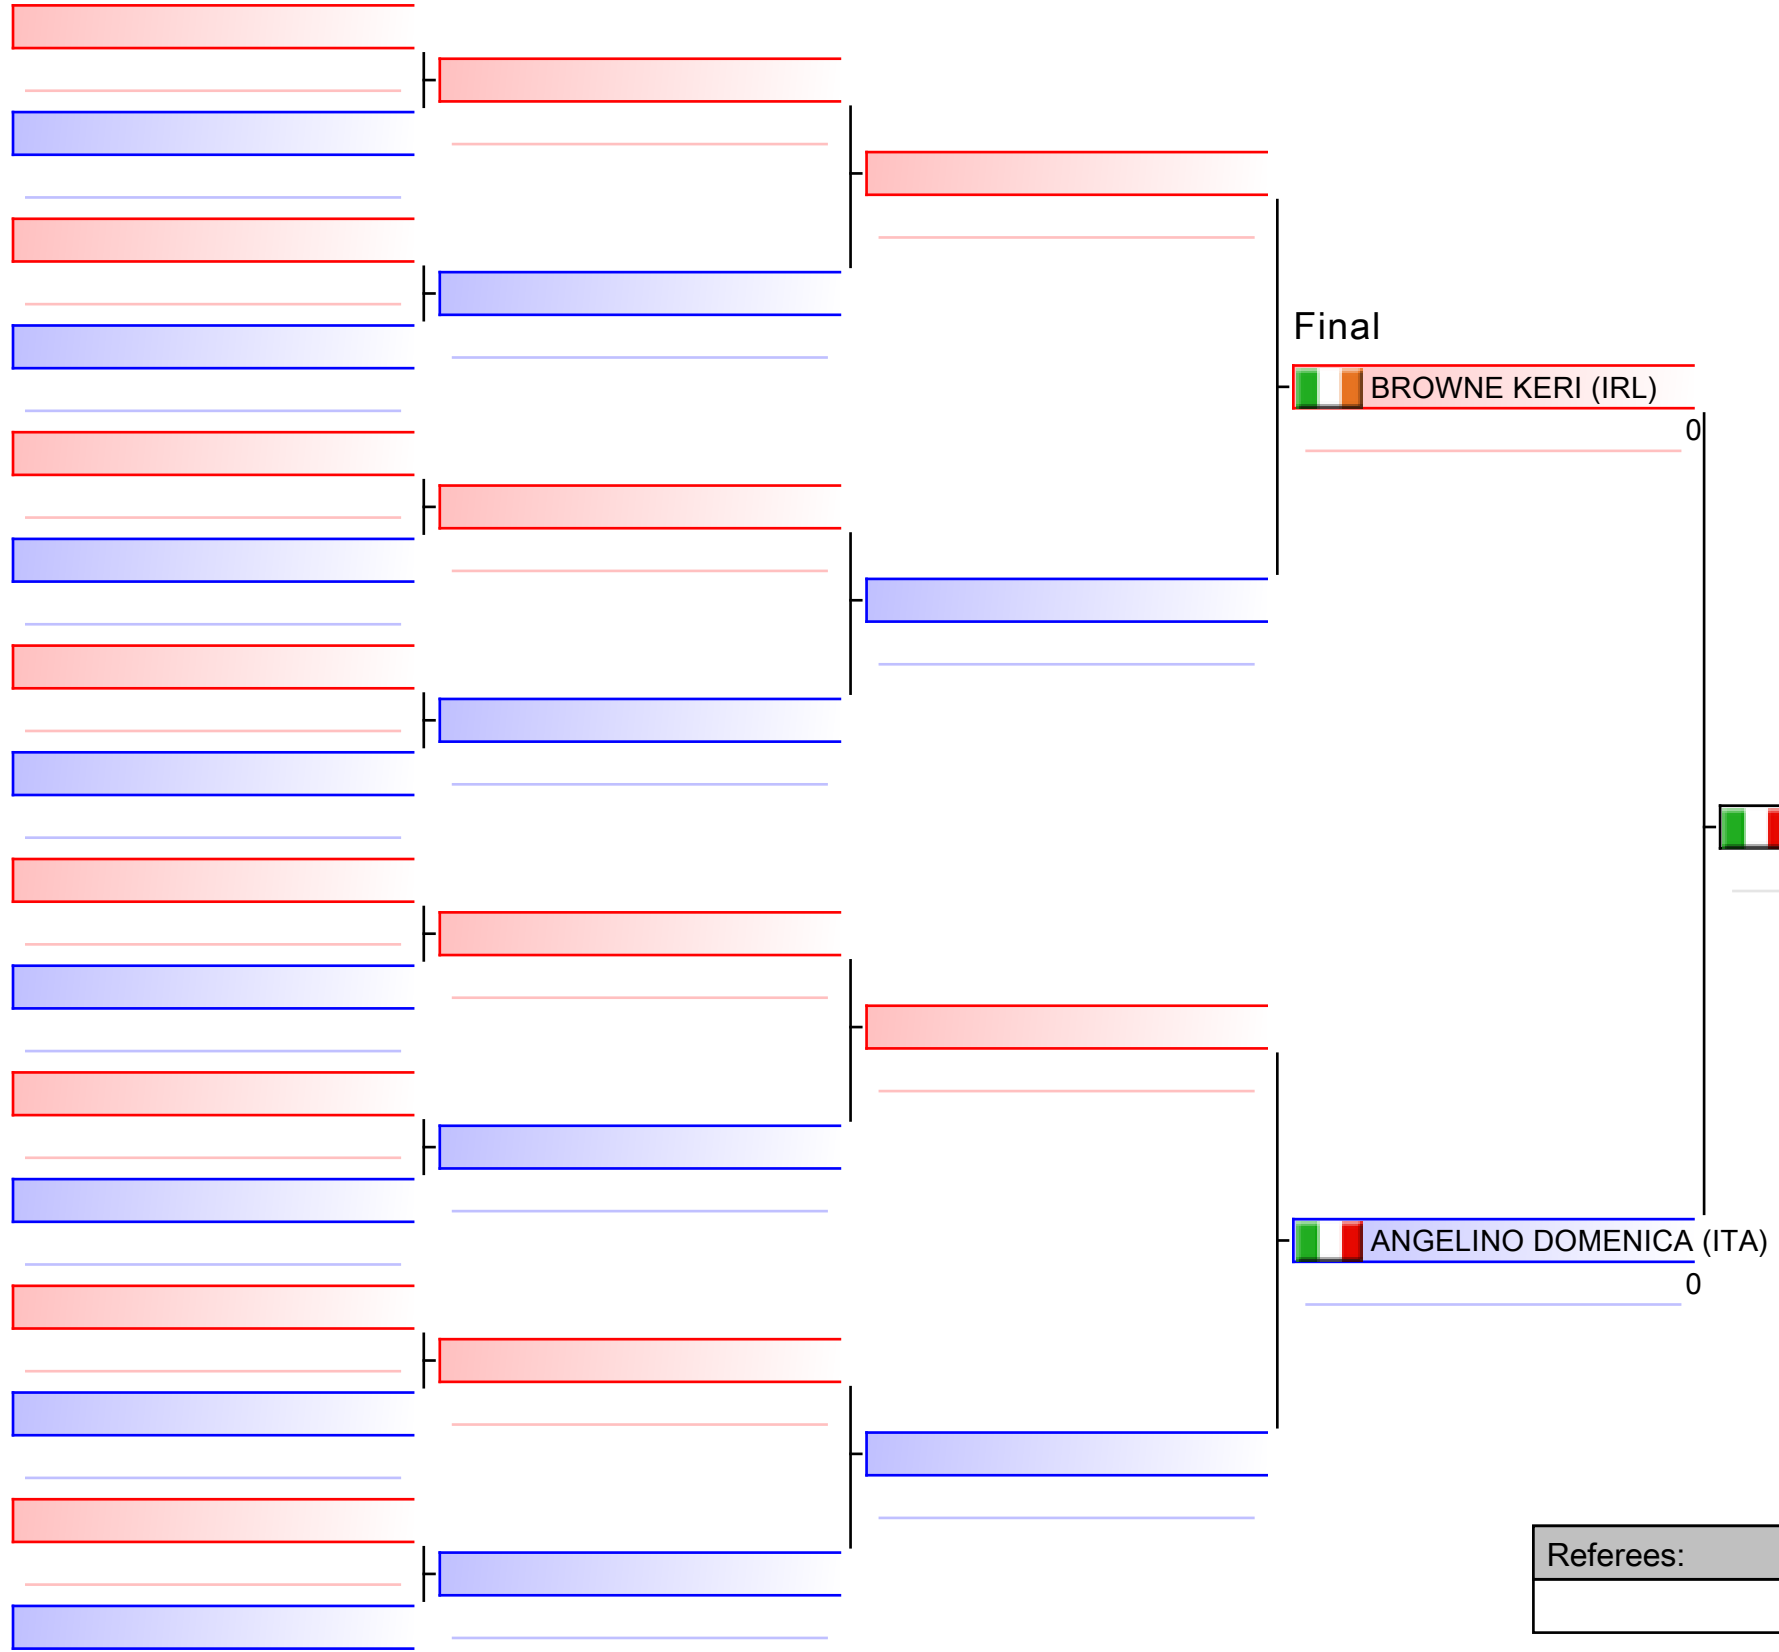 Final
BROWNE KERI (IRL)
0
ANGELINO DOMENICA (ITA)
0
Referees: